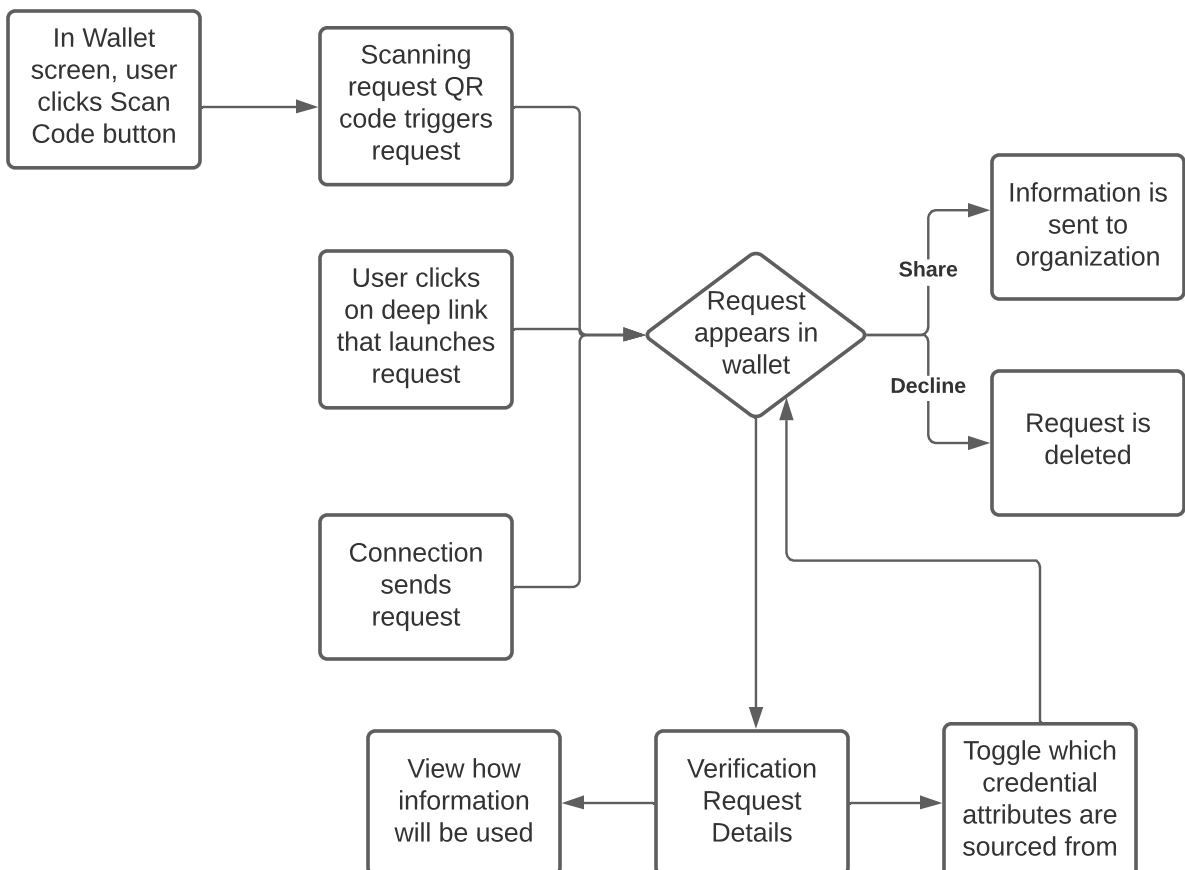 In Wallet
screen, user
clicks Scan
Code button
Scanning
request QR
code triggers
request
User clicks
on deep link
that launches
request
Connection
sends
request
Request
appears in
wallet
Share
Decline
Information is
sent to
organization
Request is
deleted
View how
information
will be used
Verification
Request
Details
Toggle which
credential
attributes are
sourced from